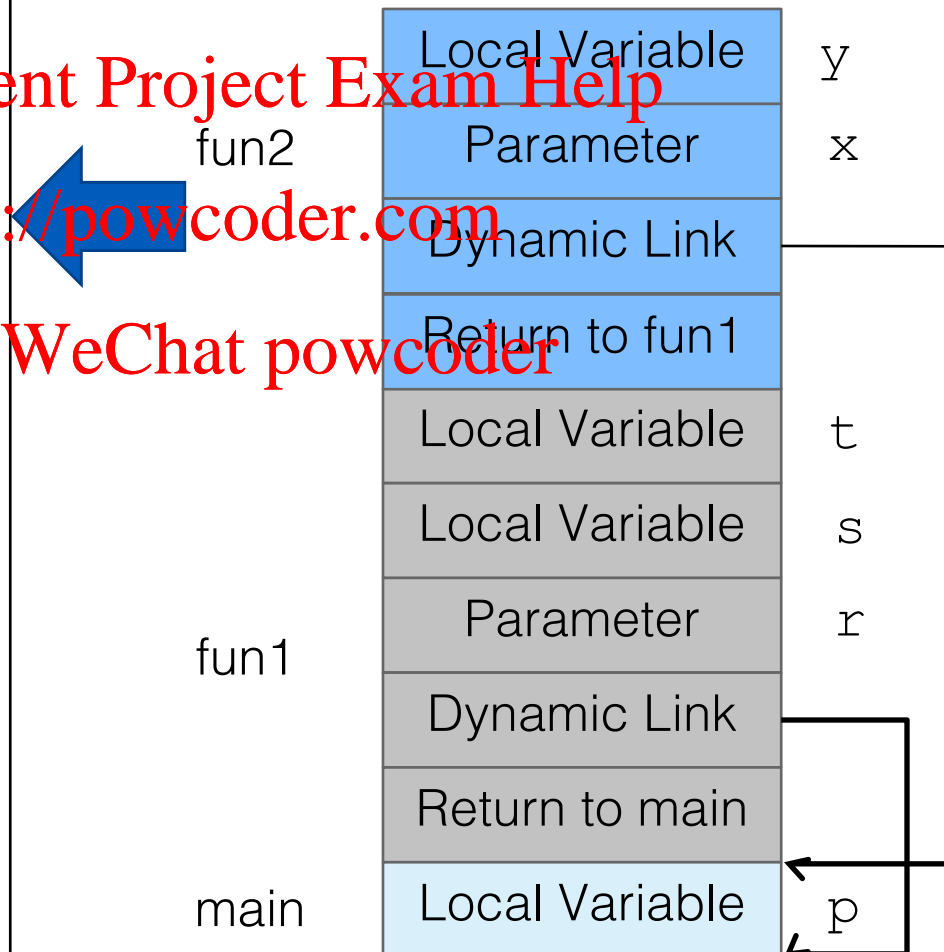 Local Variable y
ent Project Exam Help
fun2 Parameter x
://powcoder.com
Dynamic Link
WeChat powcoder
Return to fun1
Local Variable t
Local Variable s
Parameter r
fun1
Dynamic Link
Return to main
main Local Variable p